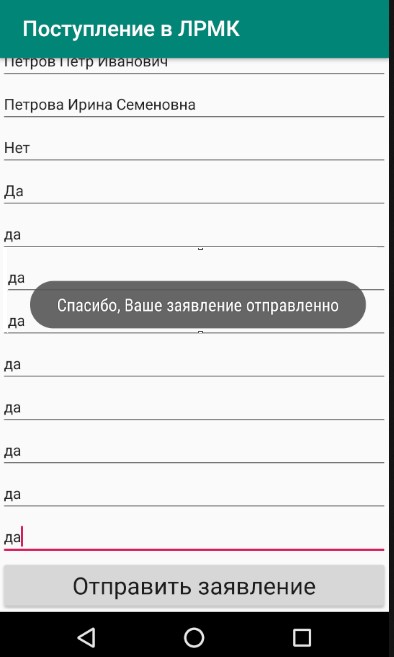 Поступление в ЛРМК
Петров Петр Иванович
Петрова Ирина Семеновна
Нет
Да
да
да
Спасибо, Ваше заявление отправленно
да
да
да
да
да
да
Отправить заявление